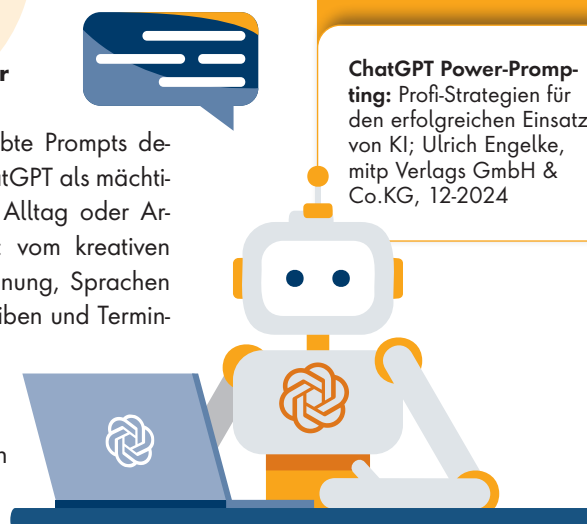 r
bte Prompts de-
tGPT als mächti-
Alltag oder Ar-
vom kreativen
nung, Sprachen
iben und Termin-
n
ChatGPT Power-Promp-
ting: Profi-Strategien für
den erfolgreichen Einsatz
von KI; Ulrich Engelke,
mitp Verlags GmbH &
Co.KG, 12-2024